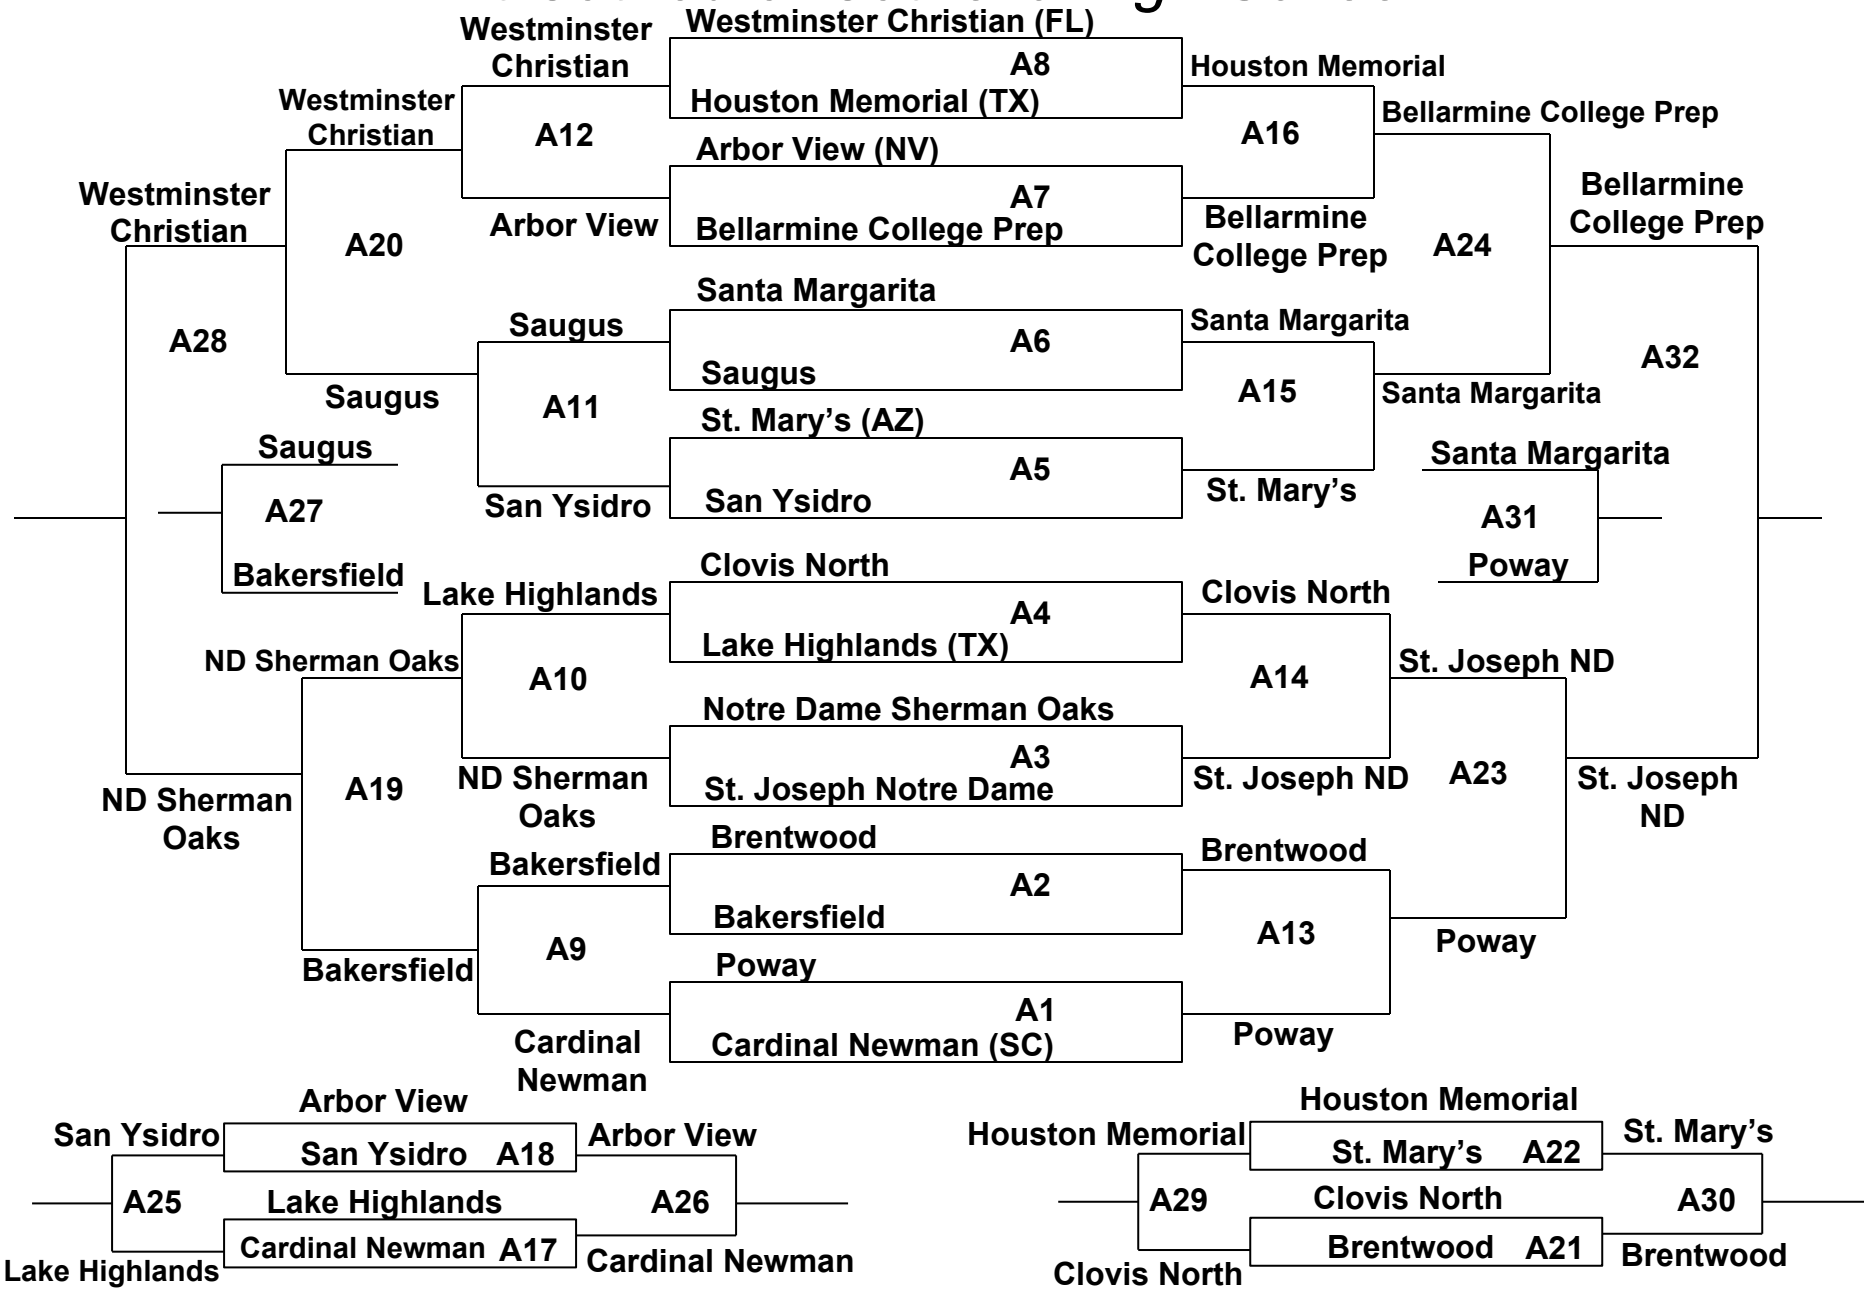 Westminster Christian (FL)
Westminster
Christian
A8
Houston Memorial
Houston Memorial (TX)
Westminster
Christian
Bellarmine College Prep
A12
A16
Arbor View (NV)
Westminster
Christian
Bellarmine
College Prep
A7
Arbor View
Bellarmine College Prep
Bellarmine
College Prep
A20
A24
Santa Margarita
Saugus
Santa Margarita
A28
A6
A32
Saugus
Saugus
Santa Margarita
A11
A15
St. Mary’s (AZ)
Saugus
Santa Margarita
A5
San Ysidro
San Ysidro
St. Mary’s
A27
A31
Clovis North
Bakersfield
Poway
Lake Highlands
Clovis North
A4
Lake Highlands (TX)
ND Sherman Oaks
St. Joseph ND
A10
A14
Notre Dame Sherman Oaks
A3
ND Sherman
Oaks
St. Joseph ND
St. Joseph Notre Dame
A19
A23
ND Sherman
Oaks
St. Joseph
ND
Brentwood
Bakersfield
Brentwood
A2
Bakersfield
A9
A13
Poway
Bakersfield
Poway
A1
Cardinal Newman (SC)
Cardinal
Newman
Poway
Arbor View
San Ysidro
San Ysidro A18
Arbor View
A25
Lake Highlands
A26
Cardinal Newman A17
Lake Highlands
Cardinal Newman
Houston Memorial
Houston Memorial
St. Mary’s A22
St. Mary’s
A29
Clovis North
A30
Brentwood A21
Clovis North
Brentwood